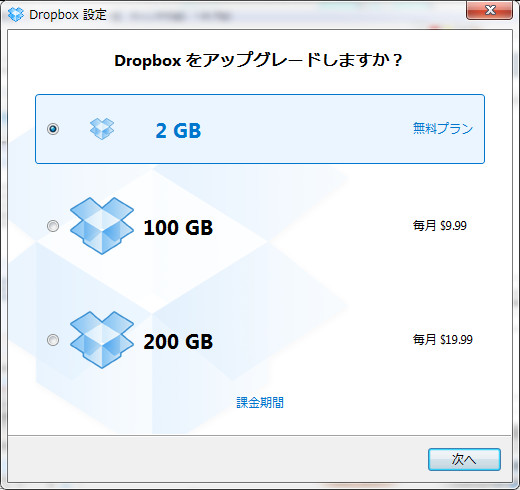 Dropbox 設定
Dropbox をアップグレードしますか？
2 GB 無料プラン
100 GB 毎月 $9.99
200 GB 毎月 $19.99
課金期間
次へ